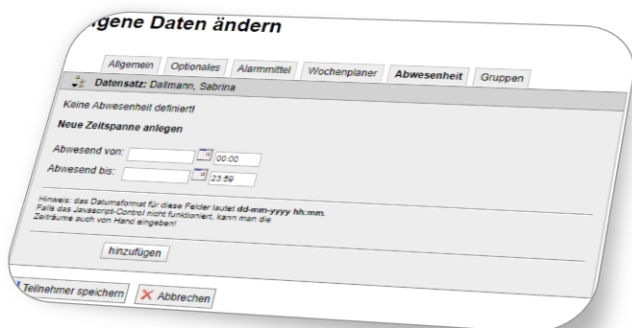 igene Daten ändern
Allgemein Optionales Alarmmittel Wochenplaner Abwesenheit Gruppen
Datensatz: Dallmann, Sabrina
Keine Abwesenheit definiert!
Neue Zeitspanne anlegen
Abwesend von: 00:00
Abwesend bis: 23:59
Hinweis: das Datumsformat für diese Felder lautet dd-mm-yyyy hh:mm.
Falls das Javascript-Control nicht funktioniert, kann man die
Zeiträume auch von Hand eingeben!
hinzufügen
Teilnehmer speichern Abbrechen